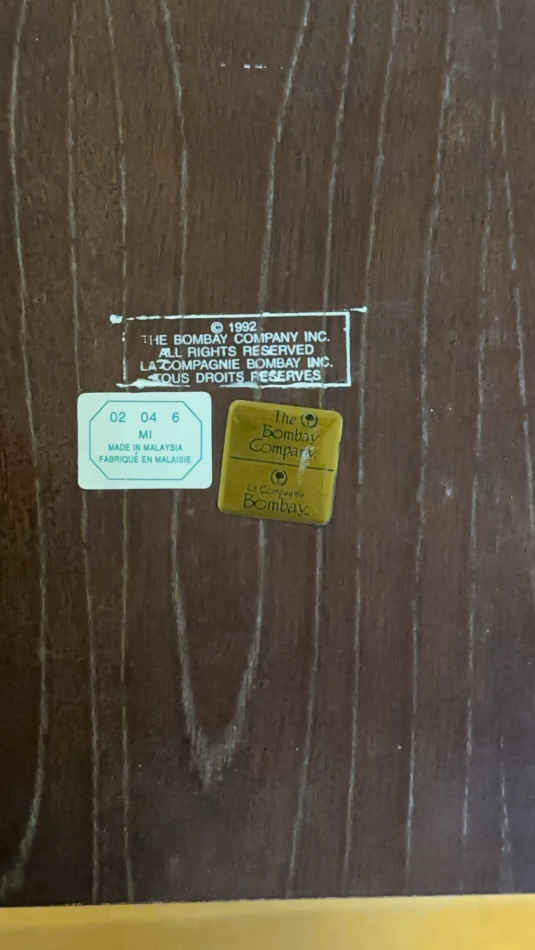 © 1992
THE BOMBAY COMPANY INC.
ALL RIGHTS RESERVED
LA COMPAGNIE BOMBAY INC.
TOUS DROITS RESERVES
02 04 6
MI
MADE IN MALAYSIA
FABRIQUÉ EN MALAISIE
The
Bombay
Company.
La Compagnie
Bombay.